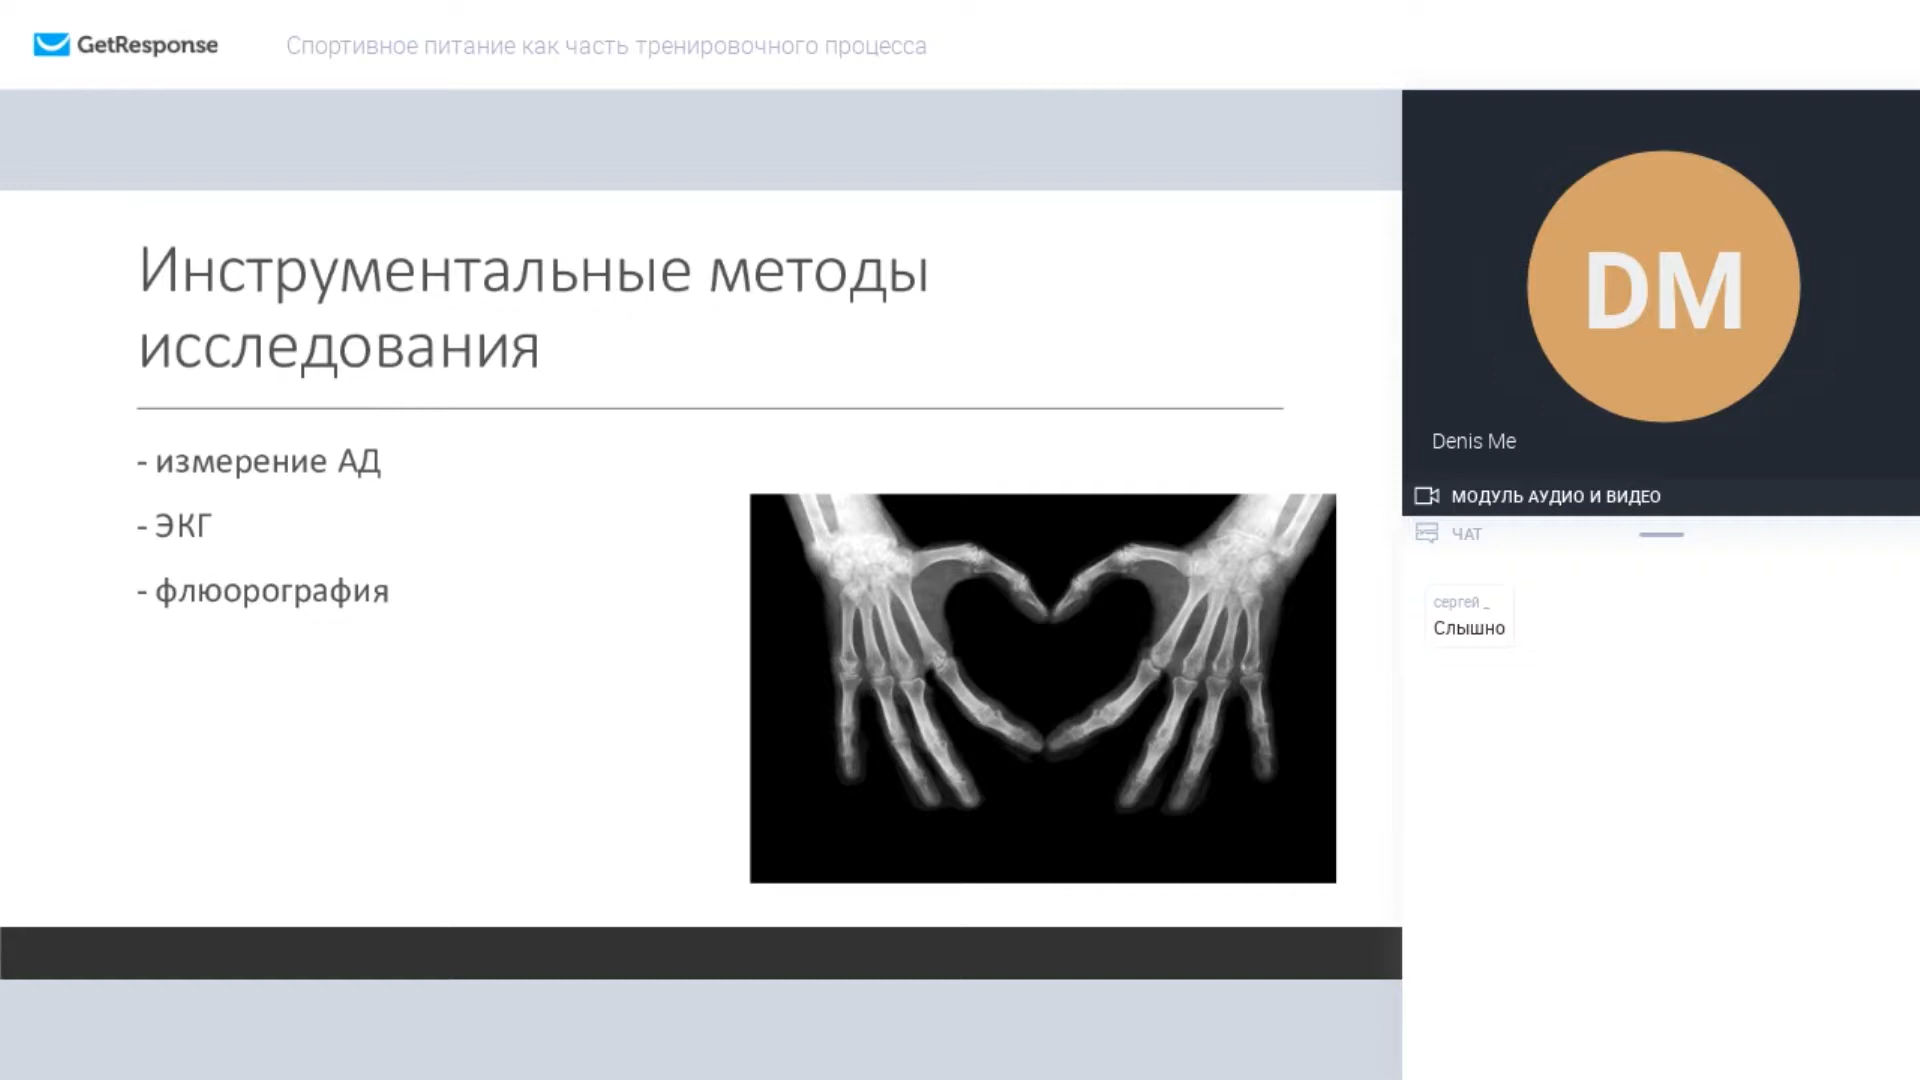 GetResponse
Спортивное питание как часть тренировочного процесса
Инструментальные методы
исследования
- измерение АД
- ЭКГ
- флюорография
DM
Denis Me
МОДУЛЬ АУДИО И ВИДЕО
ЧАТ
сергей _
Слышно